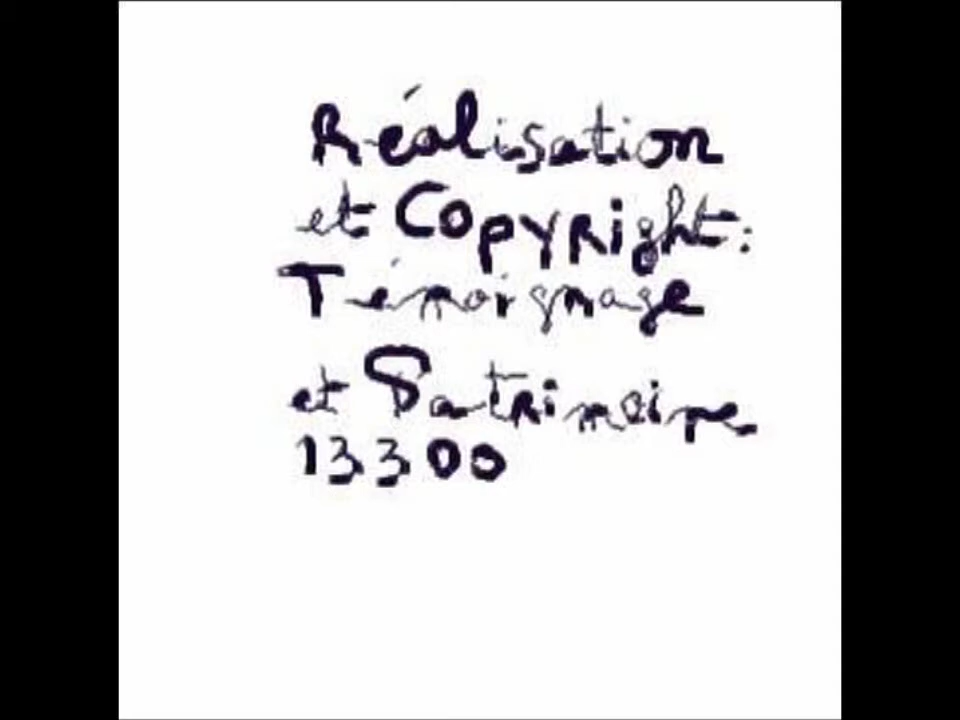 Réalisation
et Copyright:
Témoignage
et Patrimoine
13300